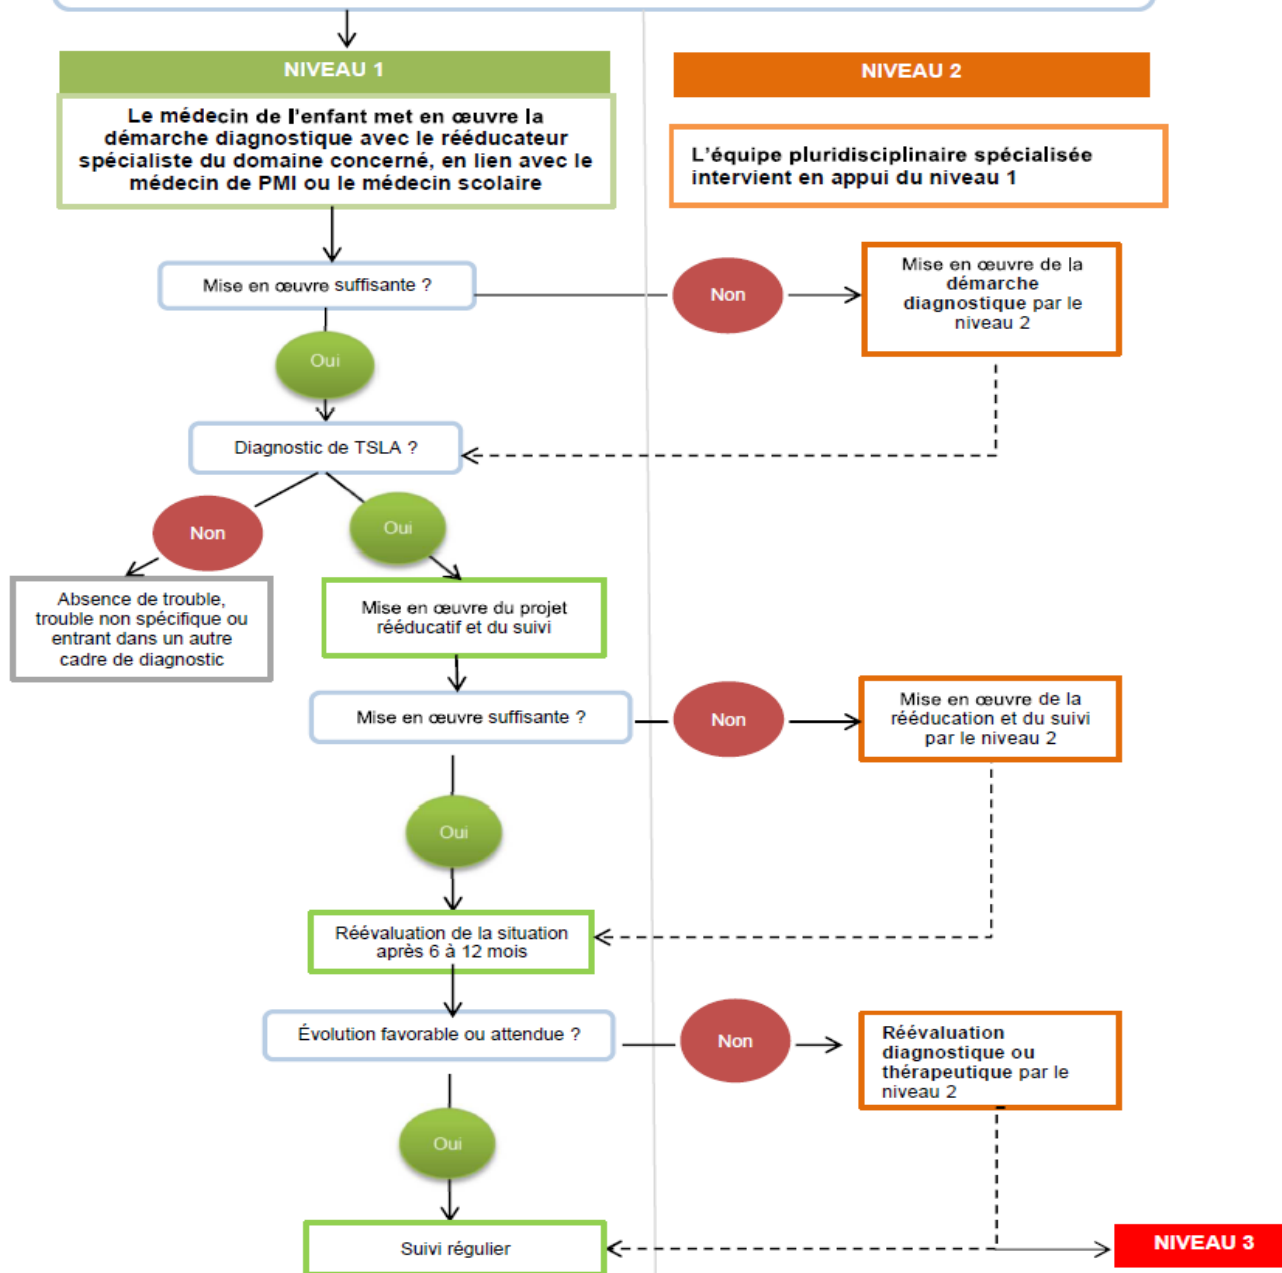 NIVEAU 1
NIVEAU 2
Le médecin de l'enfant met en œuvre la
démarche diagnostique avec le rééducateur
spécialiste du domaine concerné, en lien avec le
médecin de PMI ou le médecin scolaire
L'équipe pluridisciplinaire spécialisée
intervient en appui du niveau 1
Mise en œuvre suffisante ?
Non
Mise en œuvre de la
démarche
diagnostique par le
niveau 2
Oui
Diagnostic de TSLA ?
Non
Oui
Absence de trouble,
trouble non spécifique ou
entrant dans un autre
cadre de diagnostic
Mise en œuvre du projet
rééducatif et du suivi
Mise en œuvre suffisante ?
Non
Mise en œuvre de la
rééducation et du suivi
par le niveau 2
Oui
Réévaluation de la situation
après 6 à 12 mois
Évolution favorable ou attendue ?
Non
Réévaluation
diagnostique ou
thérapeutique par le
niveau 2
Oui
Suivi régulier
NIVEAU 3